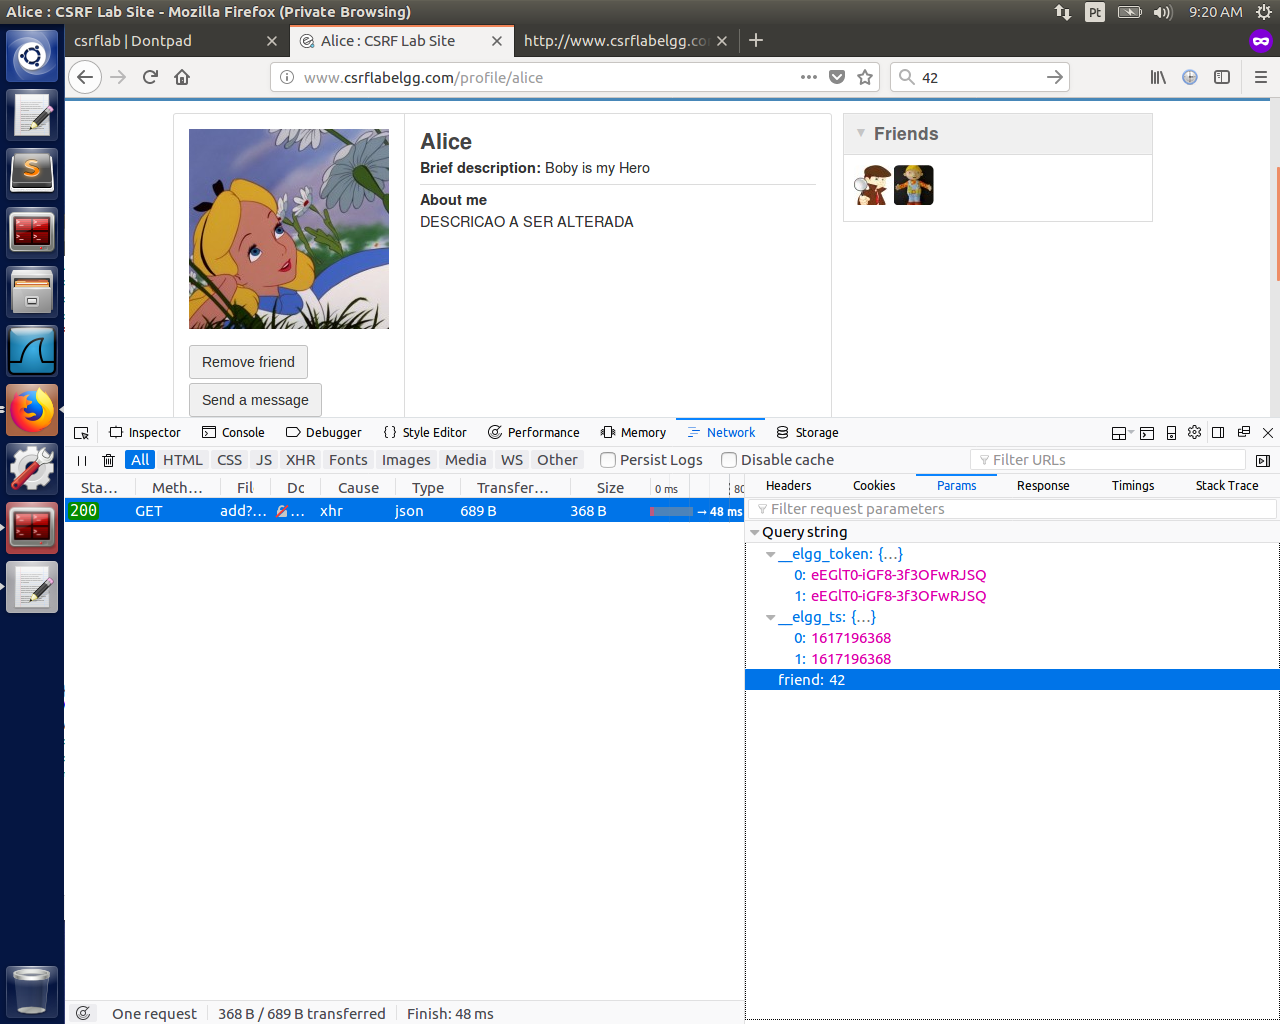 Alice : CSRF Lab Site - Mozilla Firefox (Private Browsing)
Pt
9:20 AM
csrflab | Dontpad
Alice : CSRF Lab Site
http://www.csrflabelgg.co
www.csrflabelgg.com/profile/alice
42
Alice
Brief description: Boby is my Hero
About me
DESCRICAO A SER ALTERADA
Friends
Remove friend
Send a message
Inspector
Console
Debugger
{ } Style Editor
Performance
Memory
Network
Storage
All HTML CSS JS XHR Fonts Images Media WS Other
Persist Logs
Disable cache
Filter URLs
Sta… Meth… Fil Dc Cause Type Transfer… Size 0 ms 80
200 GET add?… … xhr json 689 B 368 B → 48 ms
Headers Cookies Params Response Timings Stack Trace
Filter request parameters
Query string
__elgg_token: {…}
0: eEGlT0-iGF8-3f3OFwRJSQ
1: eEGlT0-iGF8-3f3OFwRJSQ
__elgg_ts: {…}
0: 1617196368
1: 1617196368
friend: 42
One request
368 B / 689 B transferred
Finish: 48 ms